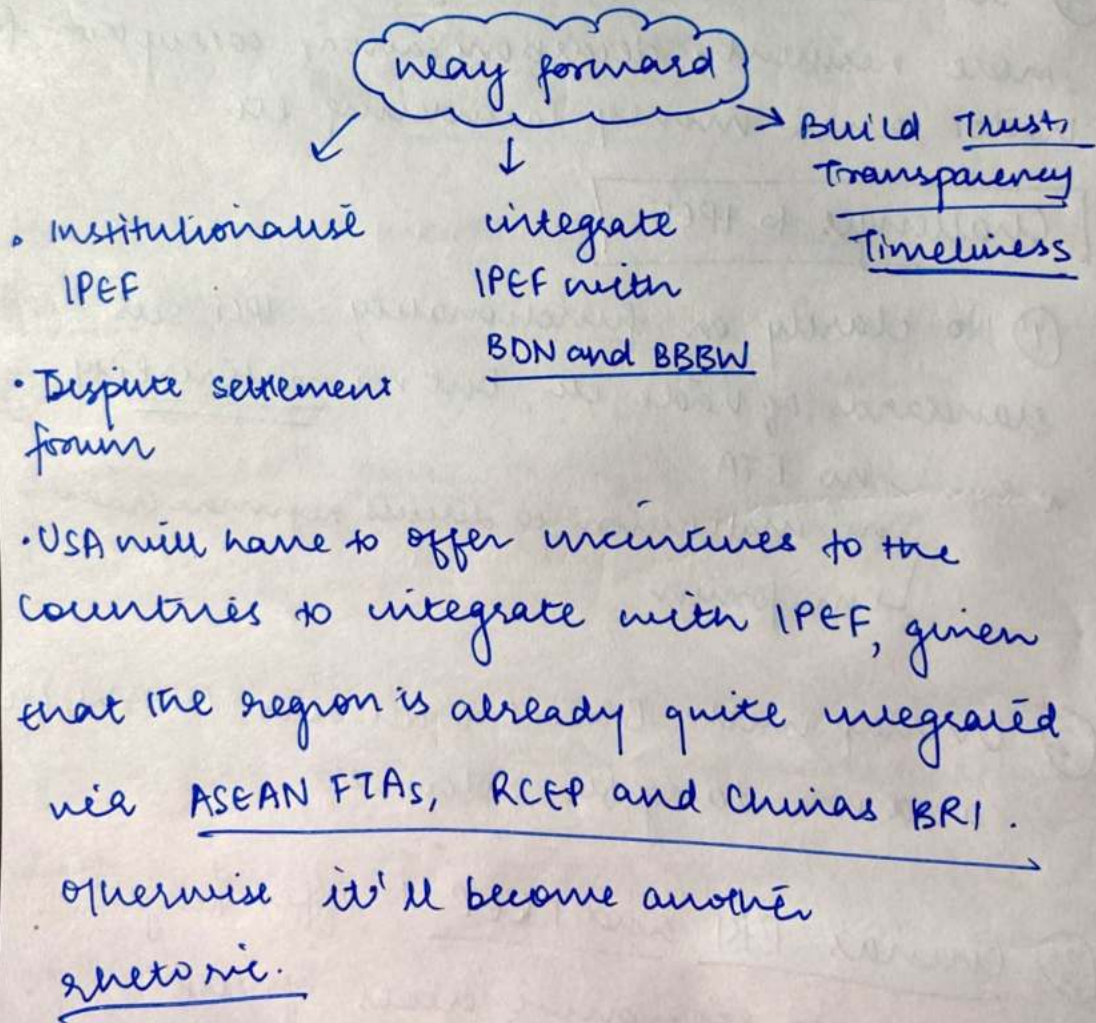 way forward
• Institutionalise
IPEF
• Dispute settlement
forum
integrate
IPEF with
BDN and BBBW
Build Trust,
Transparency
Timeliness
• USA will have to offer incentives to the
countries to integrate with IPEF, given
that the region is already quite integrated
via ASEAN FTAs, RCEP and Chinas BRI.
otherwise it'll become another
rhetoric.